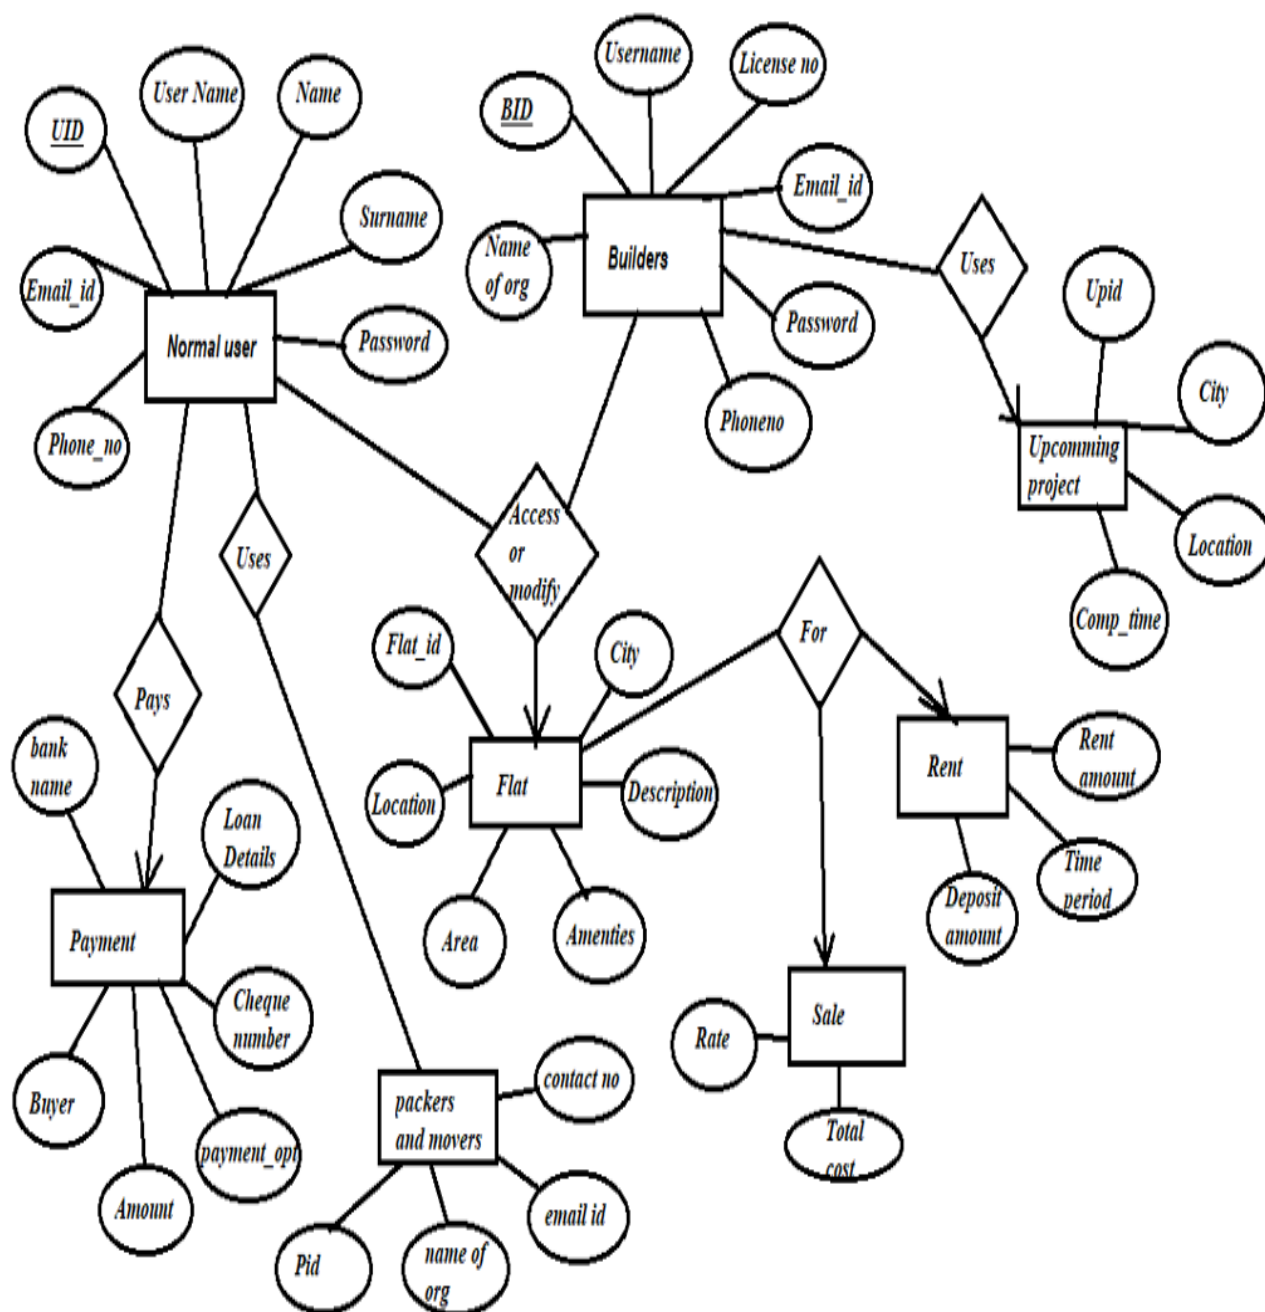 UID
User Name
Name
Surname
Email_id
Normal user
Password
Phone_no
BID
Username
License no
Email_id
Name
of org
Builders
Password
Phoneno
Uses
Upid
City
Upcomming
project
Location
Comp_time
Access
or
modify
Uses
Pays
For
Flat_id
City
Location
Flat
Description
Area
Amenties
Rent
Rent
amount
Time
period
Deposit
amount
Sale
Rate
Total
cost
bank
name
Loan
Details
Payment
Cheque
number
Buyer
Amount
payment_opt
packers
and movers
contact no
email id
name of
org
Pid